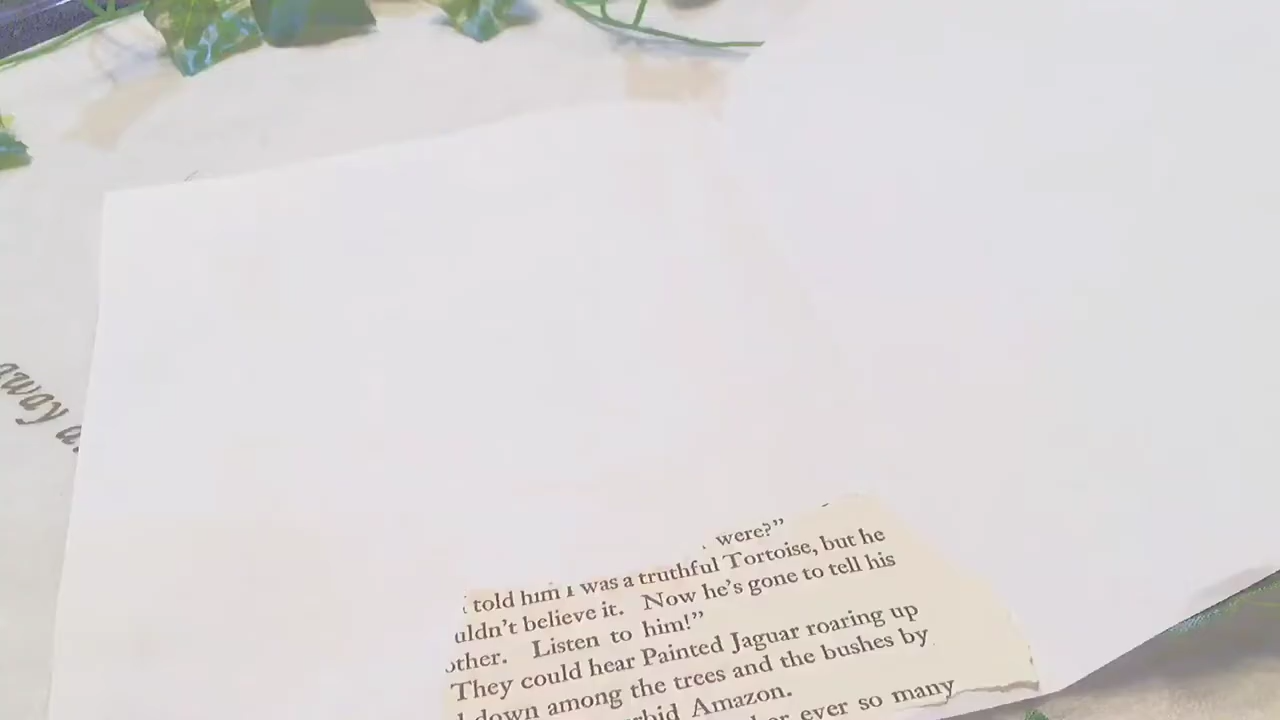 away
were?”
told him I was a truthful Tortoise, but he
uldn’t believe it. Now he’s gone to tell his
other. Listen to him!”
They could hear Painted Jaguar roaring up
down among the trees and the bushes by
rbid Amazon.
ever so many